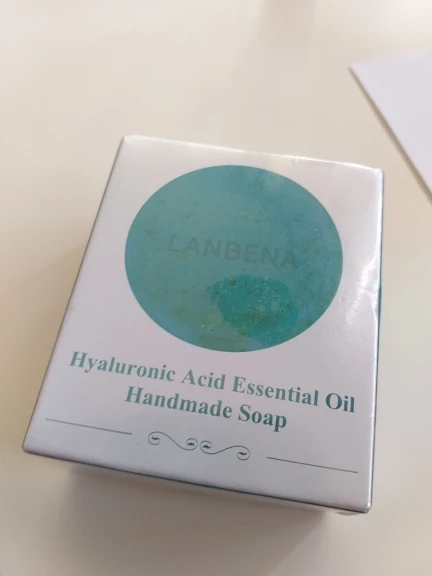 LANBENA
Hyaluronic Acid Essential Oil
Handmade Soap